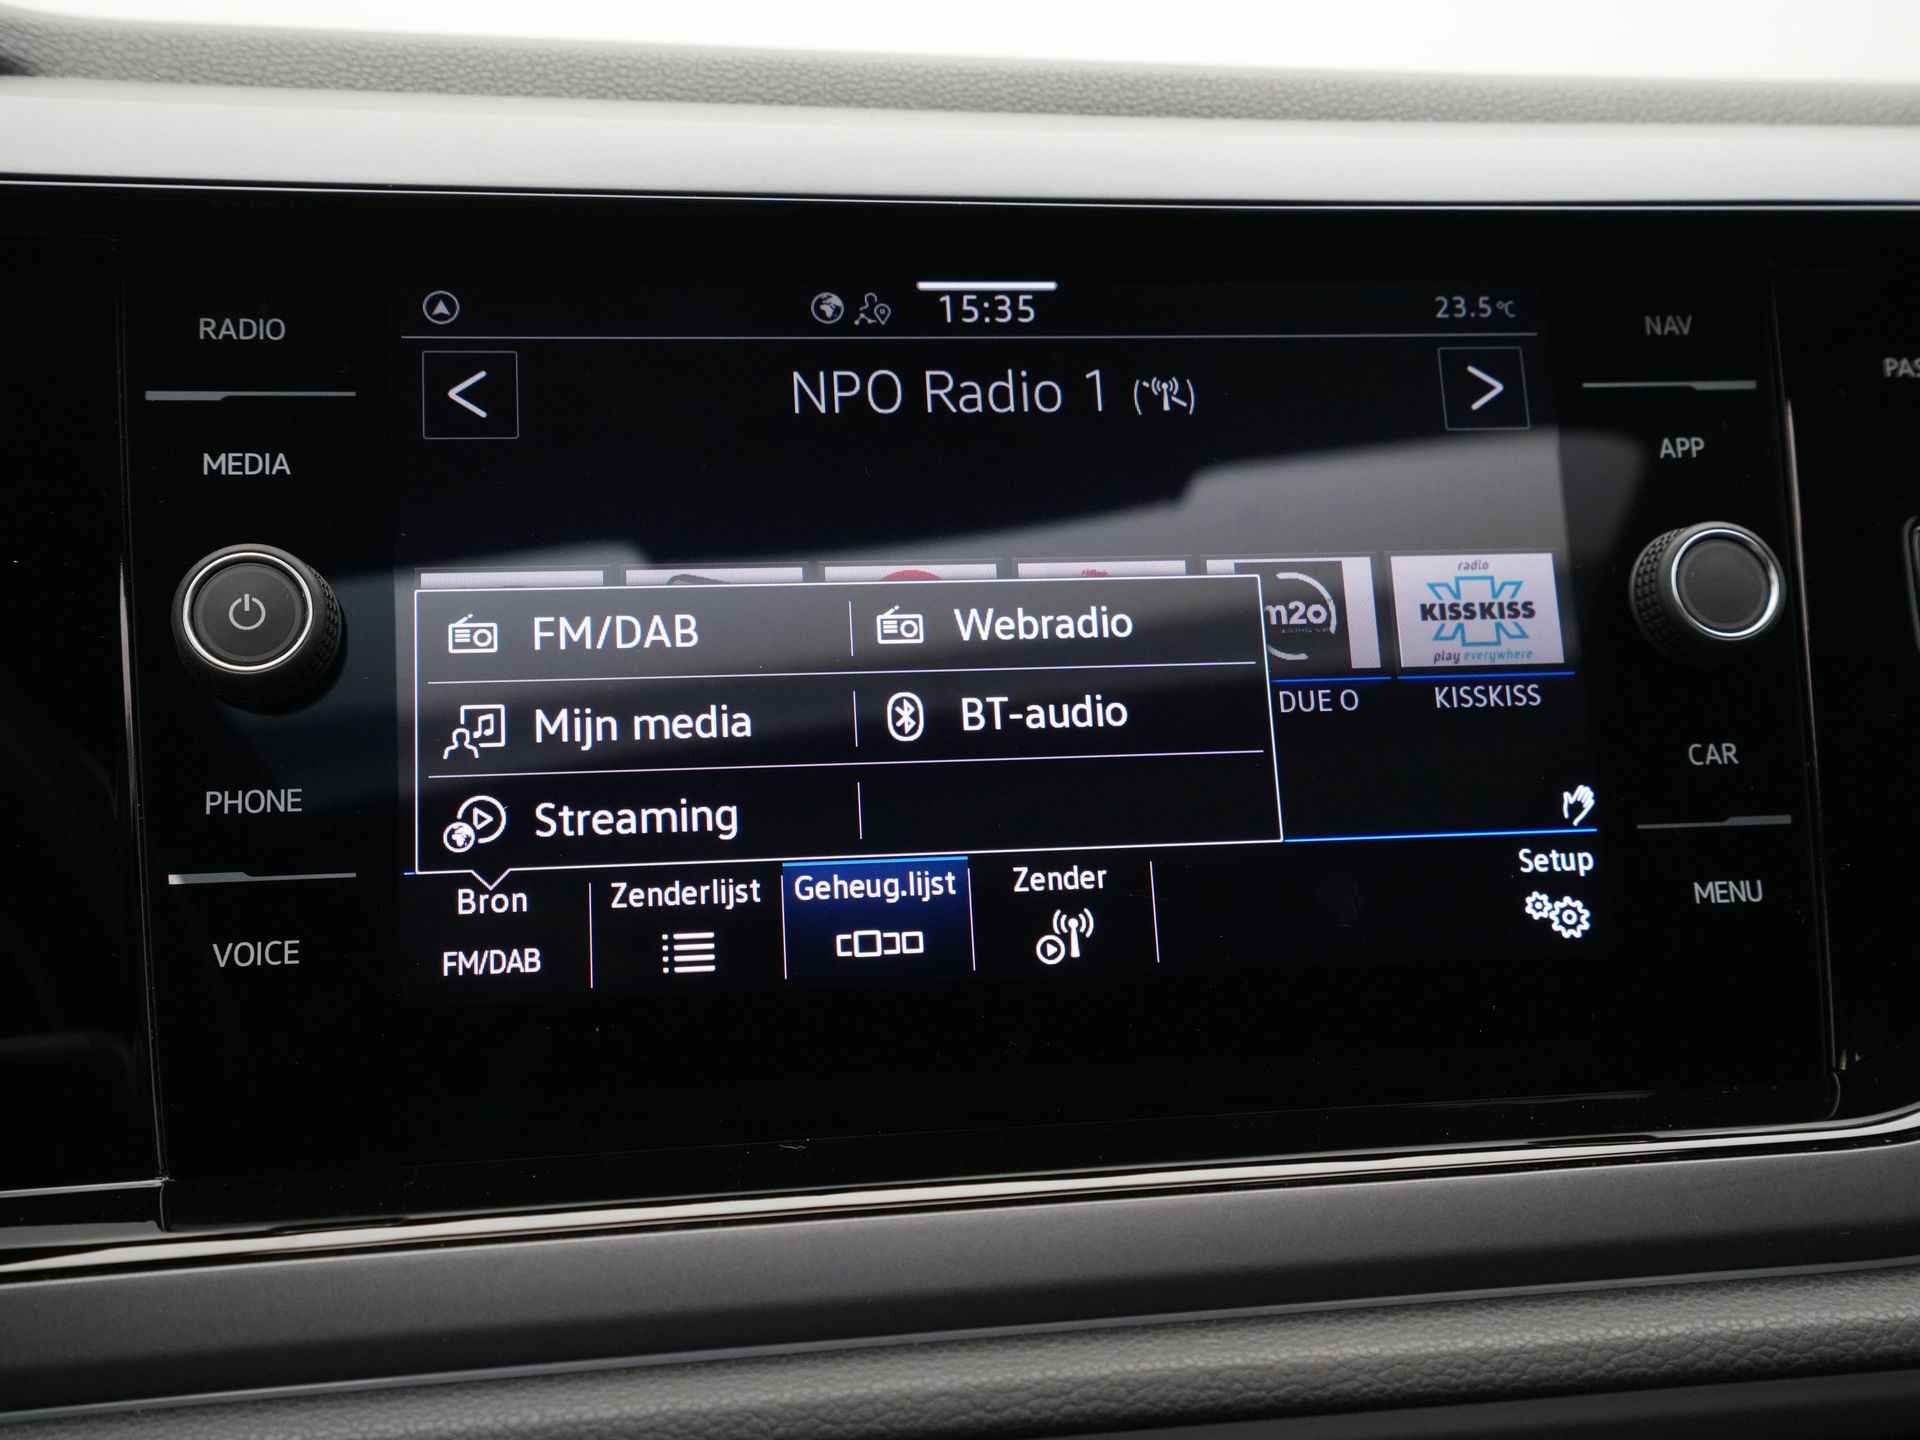 RADIO
MEDIA
PHONE
VOICE
15:35
23.5°C
< NPO Radio 1 >
FM/DAB
Webradio
Mijn media
BT-audio
Streaming
m2o
radio
KISSKISS
play everywhere
DUE O
KISSKISS
Bron
FM/DAB
Zenderlijst
Geheug.lijst
Zender
Setup
NAV
APP
CAR
MENU
PAS